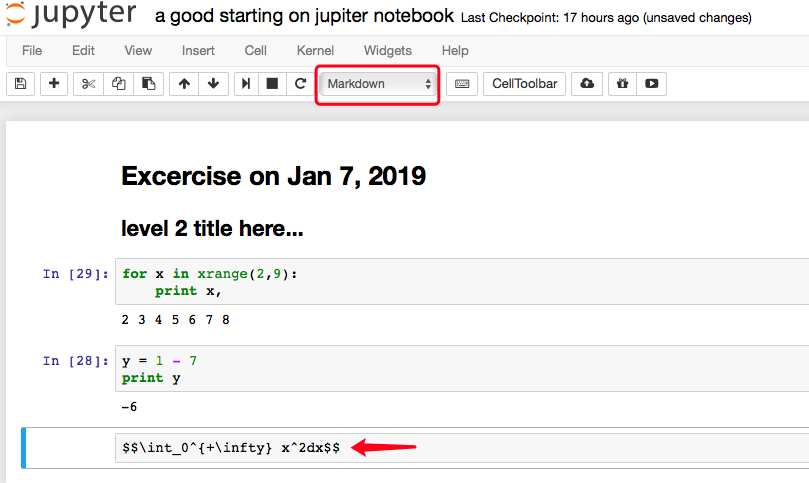 jupyter a good starting on jupiter notebook Last Checkpoint: 17 hours ago (unsaved changes)
File Edit View Insert Cell Kernel Widgets Help
Markdown CellToolbar
Excercise on Jan 7, 2019
level 2 title here...
In [29]: for x in xrange(2,9):
print x,
2 3 4 5 6 7 8
In [28]: y = 1 - 7
print y
-6
$$\int_0^{+\infty} x^2dx$$